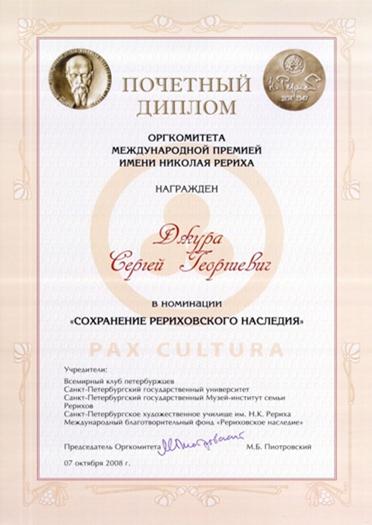 ПОЧЕТНЫЙ
ДИПЛОМ
ОРГКОМИТЕТА
МЕЖДУНАРОДНОЙ ПРЕМИЕЙ
ИМЕНИ НИКОЛАЯ РЕРИХА
НАГРАЖДЕН
Джура
Сергей Георгиевич
В НОМИНАЦИИ
«СОХРАНЕНИЕ РЕРИХОВСКОГО НАСЛЕДИЯ»
PAX CULTURA
Учредители:
Всемирный клуб петербуржцев
Санкт-Петербургский государственный университет
Санкт-Петербургский государственный Музей-институт семьи
Рерихов
Санкт-Петербургское художественное училище им. Н.К. Рериха
Международный благотворительный фонд «Рериховское наследие»
Председатель Оргкомитета М.Б. Пиотровский
07 октября 2008 г.